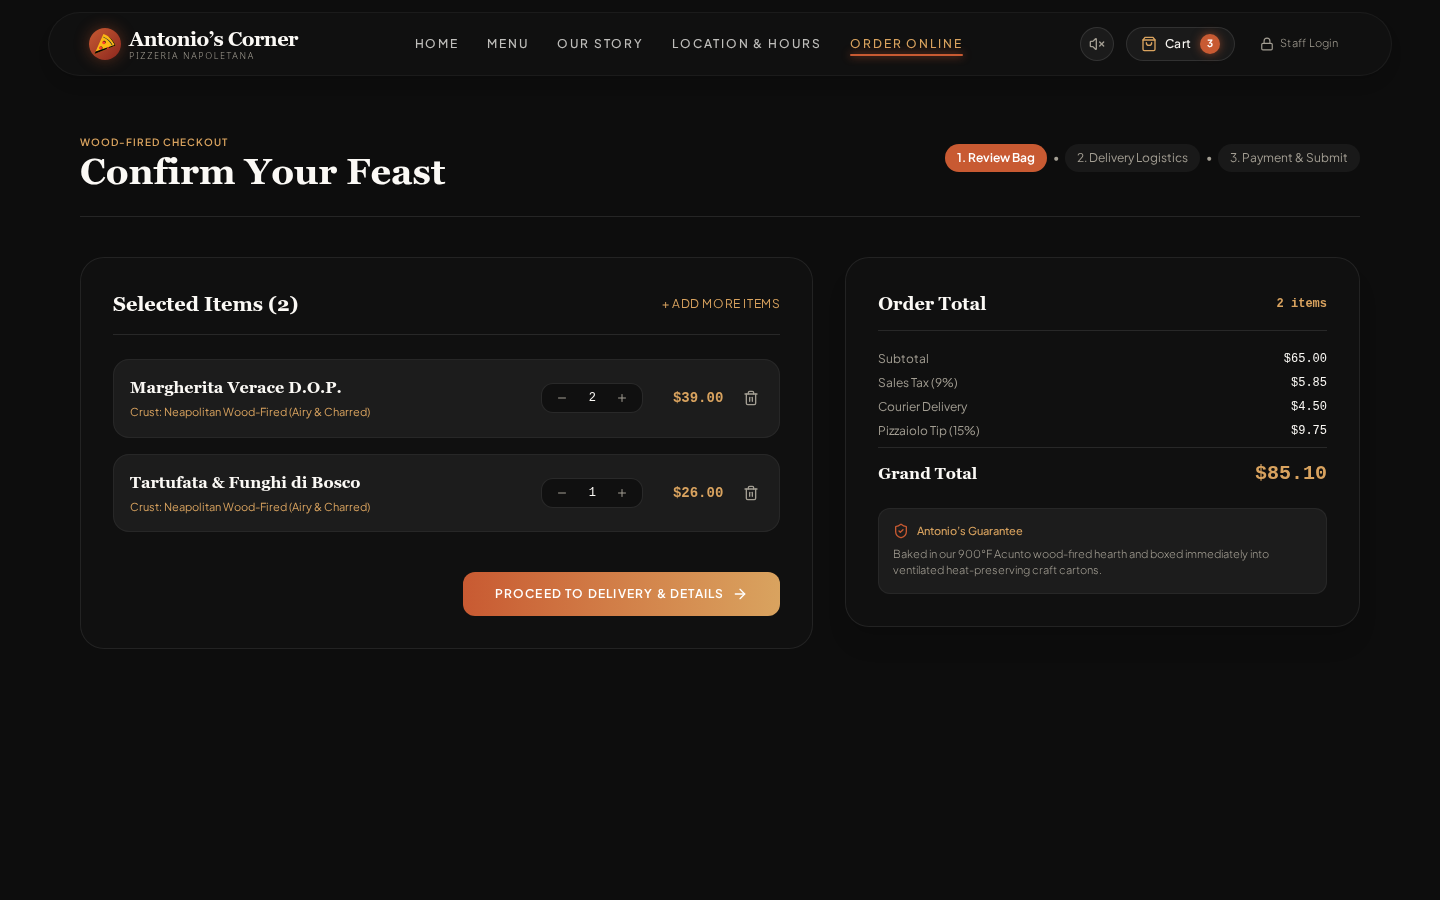 Antonio's Corner
PIZZERIA NAPOLETANA
HOME
MENU
OUR STORY
LOCATION & HOURS
ORDER ONLINE
Cart 3
Staff Login
WOOD-FIRED CHECKOUT
Confirm Your Feast
1. Review Bag • 2. Delivery Logistics • 3. Payment & Submit
Selected Items (2)
+ ADD MORE ITEMS
Margherita Verace D.O.P.
Crust: Neapolitan Wood-Fired (Airy & Charred)
− 2 + $39.00
Tartufata & Funghi di Bosco
Crust: Neapolitan Wood-Fired (Airy & Charred)
− 1 + $26.00
PROCEED TO DELIVERY & DETAILS →
Order Total
2 items
Subtotal $65.00
Sales Tax (9%) $5.85
Courier Delivery $4.50
Pizzaiolo Tip (15%) $9.75
Grand Total $85.10
Antonio's Guarantee
Baked in our 900°F Acunto wood-fired hearth and boxed immediately into
ventilated heat-preserving craft cartons.